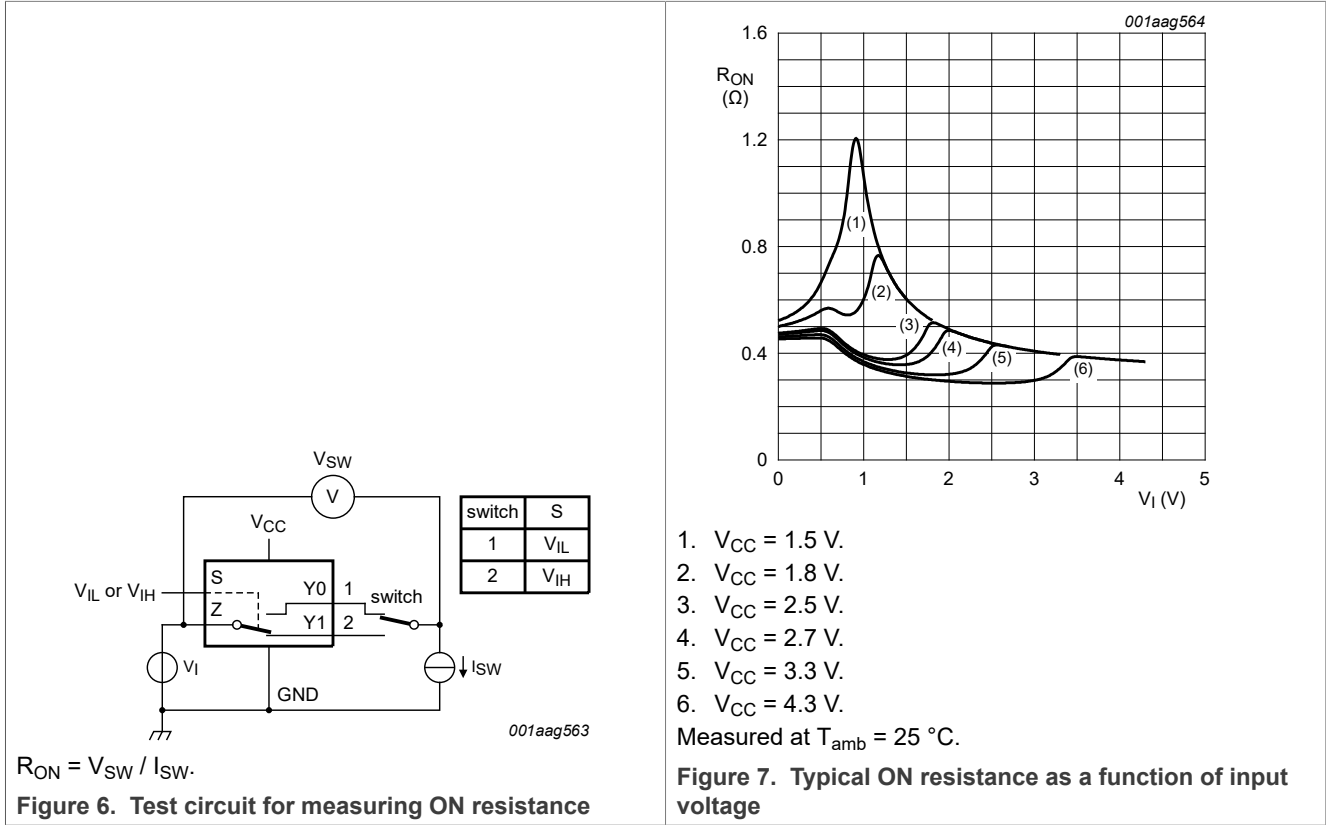 V_SW
V
V_CC
switch S
1 V_IL
2 V_IH
V_IL or V_IH
S
Z
Y0 1
Y1 2
switch
V_I
I_SW
GND
001aag563
R_ON = V_SW / I_SW.
Figure 6. Test circuit for measuring ON resistance
001aag564
1.6
R_ON
(Ω)
1.2
(1)
0.8
(2)
(3)
(4)
0.4
(5)
(6)
0
0 1 2 3 4 5
V_I (V)
1. V_CC = 1.5 V.
2. V_CC = 1.8 V.
3. V_CC = 2.5 V.
4. V_CC = 2.7 V.
5. V_CC = 3.3 V.
6. V_CC = 4.3 V.
Measured at T_amb = 25 °C.
Figure 7. Typical ON resistance as a function of input
voltage